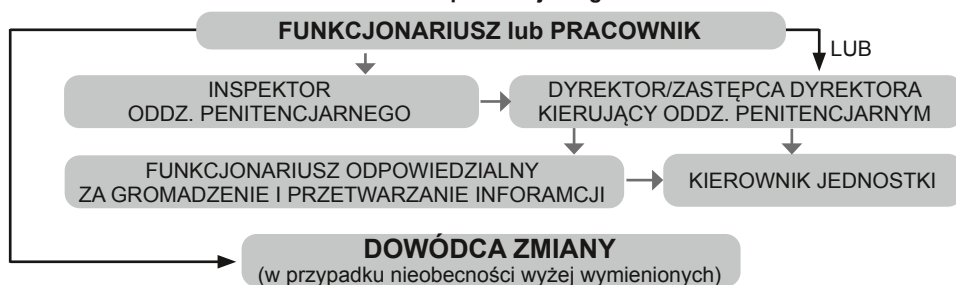 FUNKCJONARIUSZ lub PRACOWNIK
LUB
INSPEKTOR
ODDZ. PENITENCJARNEGO
DYREKTOR/ZASTĘPCA DYREKTORA
KIERUJĄCY ODDZ. PENITENCJARNYM
FUNKCJONARIUSZ ODPOWIEDZIALNY
ZA GROMADZENIE I PRZETWARZANIE INFORAMCJI
KIEROWNIK JEDNOSTKI
DOWÓDCA ZMIANY
(w przypadku nieobecności wyżej wymienionych)